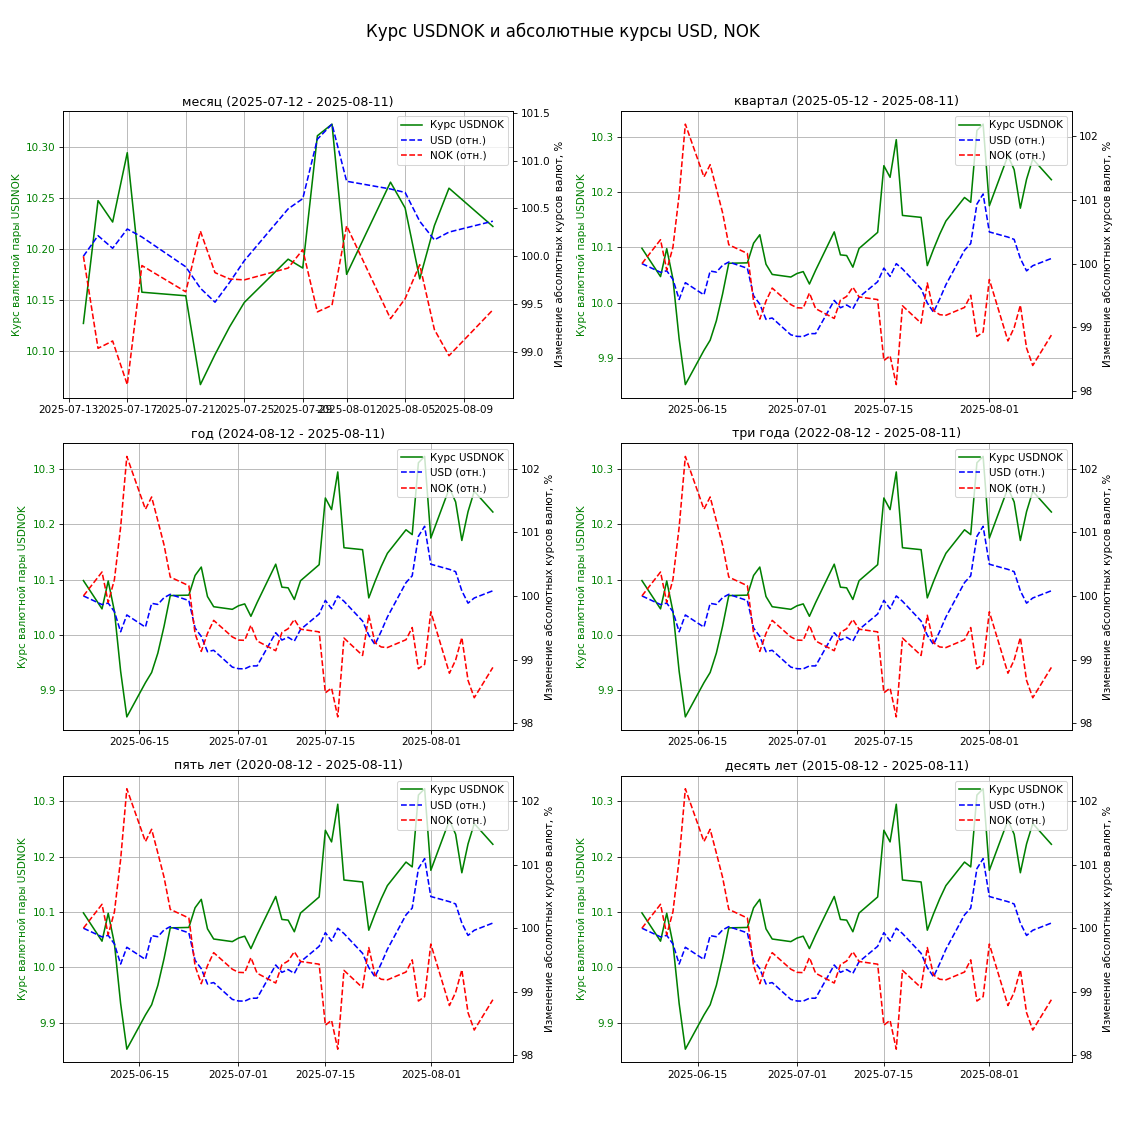 Курс USDNOK и абсолютные курсы USD, NOK
месяц (2025-07-12 - 2025-08-11)
Курс валютной пары USDNOK
10.30
10.25
10.20
10.15
10.10
Курс USDNOK
USD (отн.)
NOK (отн.)
101.5
101.0
100.5
100.0
99.5
99.0
Изменение абсолютных курсов валют, %
2025-07-13
2025-07-17
2025-07-21
2025-07-25
2025-07-29
2025-08-01
2025-08-05
2025-08-09
квартал (2025-05-12 - 2025-08-11)
Курс валютной пары USDNOK
10.3
10.2
10.1
10.0
9.9
Курс USDNOK
USD (отн.)
NOK (отн.)
102
101
100
99
98
Изменение абсолютных курсов валют, %
2025-06-15
2025-07-01
2025-07-15
2025-08-01
год (2024-08-12 - 2025-08-11)
Курс валютной пары USDNOK
10.3
10.2
10.1
10.0
9.9
Курс USDNOK
USD (отн.)
NOK (отн.)
102
101
100
99
98
Изменение абсолютных курсов валют, %
2025-06-15
2025-07-01
2025-07-15
2025-08-01
три года (2022-08-12 - 2025-08-11)
Курс валютной пары USDNOK
10.3
10.2
10.1
10.0
9.9
Курс USDNOK
USD (отн.)
NOK (отн.)
102
101
100
99
98
Изменение абсолютных курсов валют, %
2025-06-15
2025-07-01
2025-07-15
2025-08-01
пять лет (2020-08-12 - 2025-08-11)
Курс валютной пары USDNOK
10.3
10.2
10.1
10.0
9.9
Курс USDNOK
USD (отн.)
NOK (отн.)
102
101
100
99
98
Изменение абсолютных курсов валют, %
2025-06-15
2025-07-01
2025-07-15
2025-08-01
десять лет (2015-08-12 - 2025-08-11)
Курс валютной пары USDNOK
10.3
10.2
10.1
10.0
9.9
Курс USDNOK
USD (отн.)
NOK (отн.)
102
101
100
99
98
Изменение абсолютных курсов валют, %
2025-06-15
2025-07-01
2025-07-15
2025-08-01